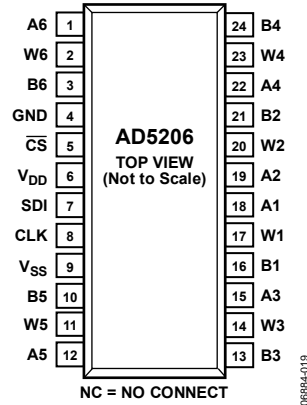 A6 1 24 B4
W6 2 23 W4
B6 3 22 A4
GND 4 21 B2
C̅S̅ 5 20 W2
VDD 6 19 A2
SDI 7 18 A1
CLK 8 17 W1
VSS 9 16 B1
B5 10 15 A3
W5 11 14 W3
A5 12 13 B3
AD5206
TOP VIEW
(Not to Scale)
NC = NO CONNECT
06884-019